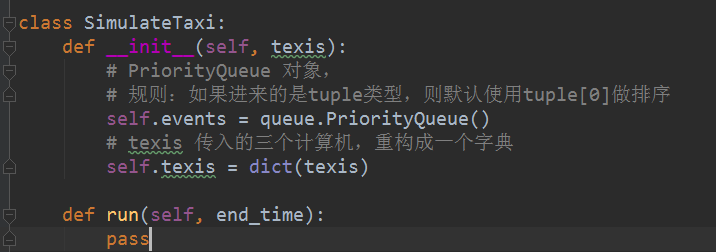 class SimulateTaxi:
def __init__(self, texis):
# PriorityQueue 对象，
# 规则：如果进来的是tuple类型，则默认使用tuple[0]做排序
self.events = queue.PriorityQueue()
# texis 传入的三个计算机，重构成一个字典
self.texis = dict(texis)
def run(self, end_time):
pass